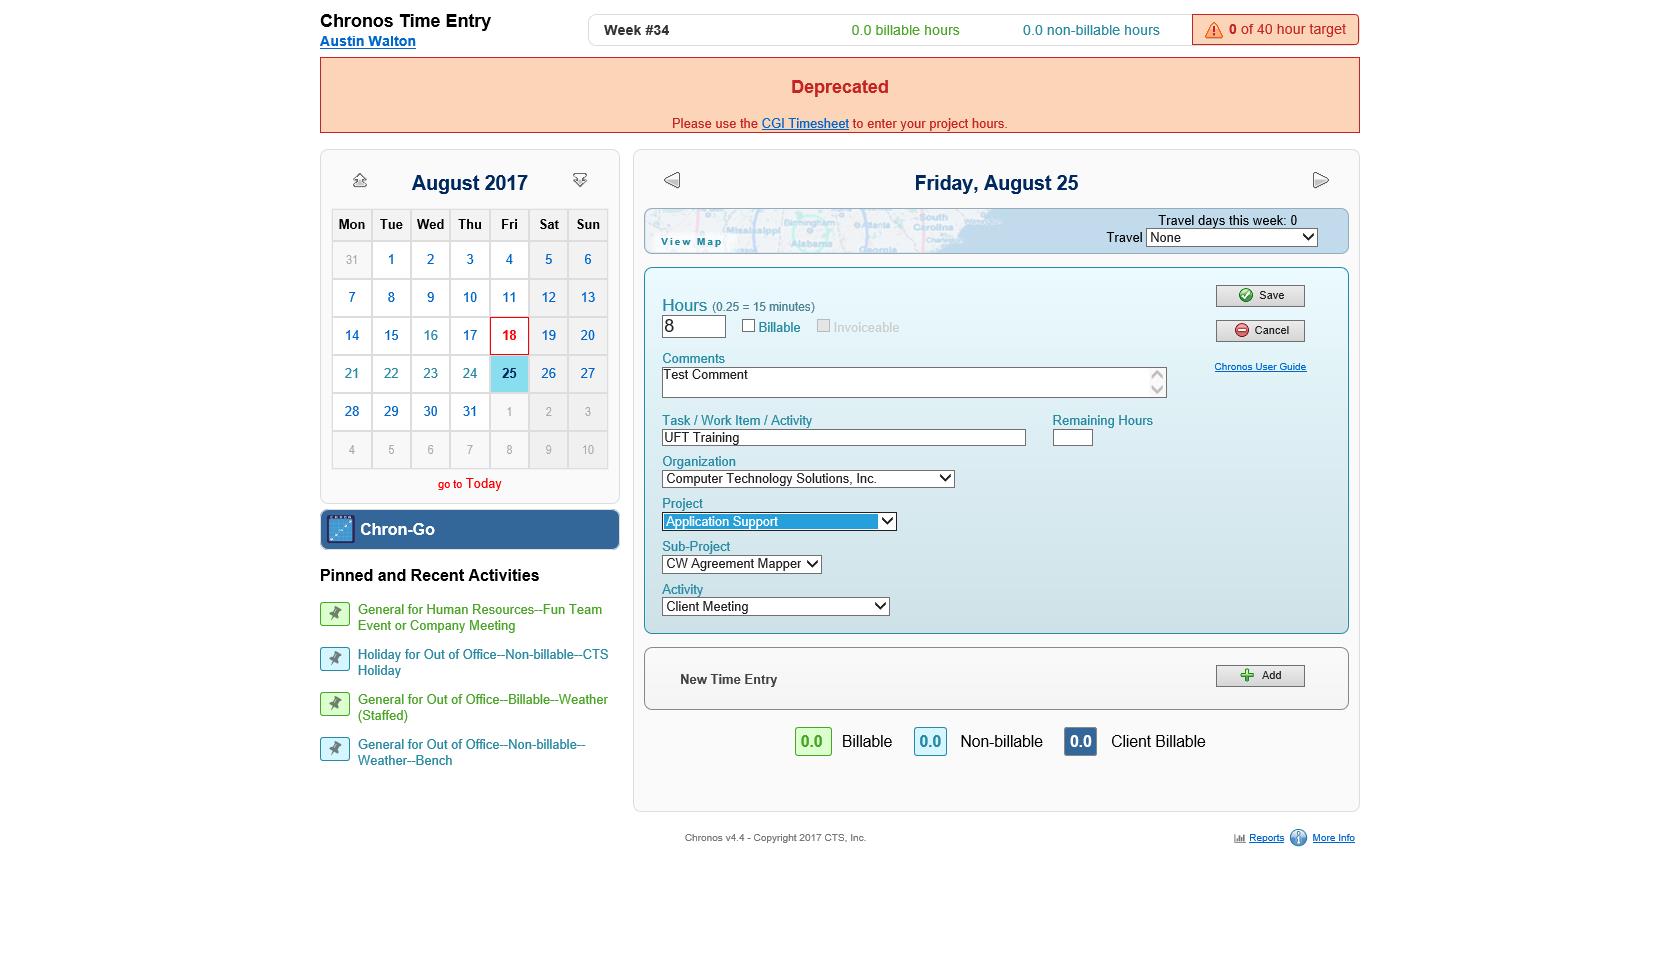 Chronos Time Entry
Austin Walton
Week #34
0.0 billable hours
0.0 non-billable hours
0 of 40 hour target
Deprecated
Please use the CGI Timesheet to enter your project hours.
August 2017
Mon Tue Wed Thu Fri Sat Sun
31 1 2 3 4 5 6
7 8 9 10 11 12 13
14 15 16 17 18 19 20
21 22 23 24 25 26 27
28 29 30 31 1 2 3
4 5 6 7 8 9 10
go to Today
Chron-Go
Pinned and Recent Activities
General for Human Resources--Fun Team
Event or Company Meeting
Holiday for Out of Office--Non-billable--CTS
Holiday
General for Out of Office--Billable--Weather
(Staffed)
General for Out of Office--Non-billable--
Weather--Bench
Friday, August 25
View Map
Mississippi
Birmingham
Alabama
Atlanta
Georgia
South
Carolina
Travel days this week: 0
Travel None
Hours (0.25 = 15 minutes)
8
Billable
Invoiceable
Save
Cancel
Chronos User Guide
Comments
Test Comment
Task / Work Item / Activity
Remaining Hours
UFT Training
Organization
Computer Technology Solutions, Inc.
Project
Application Support
Sub-Project
CW Agreement Mapper
Activity
Client Meeting
New Time Entry
Add
0.0 Billable
0.0 Non-billable
0.0 Client Billable
Chronos v4.4 - Copyright 2017 CTS, Inc.
Reports
More Info